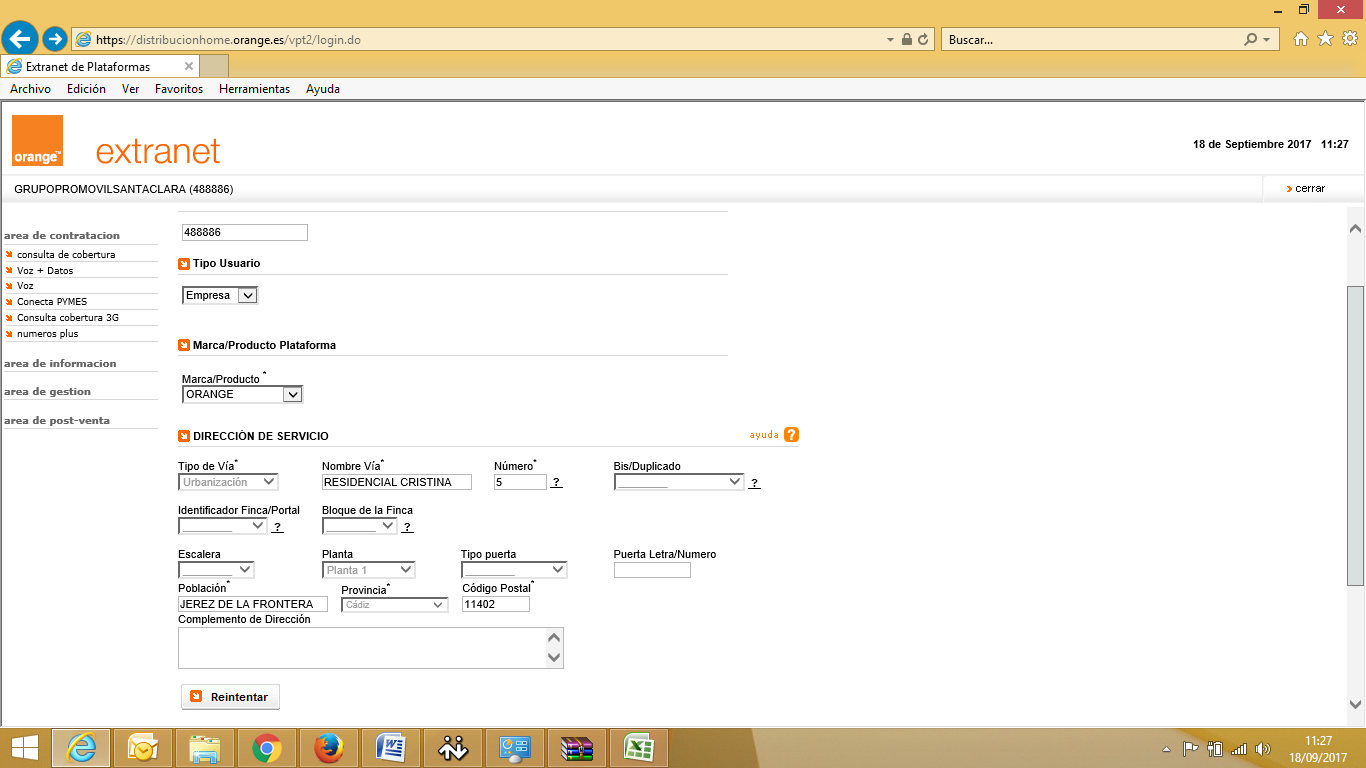 https://distribucionhome.orange.es/vpt2/login.do
Buscar...
Extranet de Plataformas
Archivo Edición Ver Favoritos Herramientas Ayuda
orange™
extranet
18 de Septiembre 2017 11:27
GRUPOPROMOVILSANTACLARA (488886)
cerrar
area de contratacion
consulta de cobertura
Voz + Datos
Voz
Conecta PYMES
Consulta cobertura 3G
numeros plus
area de informacion
area de gestion
area de post-venta
488886
Tipo Usuario
Empresa
Marca/Producto Plataforma
Marca/Producto *
ORANGE
DIRECCIÓN DE SERVICIO
ayuda ?
Tipo de Vía* Nombre Vía* Número* Bis/Duplicado
Urbanización RESIDENCIAL CRISTINA 5 ? ________ ?
Identificador Finca/Portal Bloque de la Finca
________ ? ________ ?
Escalera Planta Tipo puerta Puerta Letra/Numero
________ Planta 1 ________
Población* Provincia* Código Postal*
JEREZ DE LA FRONTERA Cádiz 11402
Complemento de Dirección
Reintentar
11:27
18/09/2017